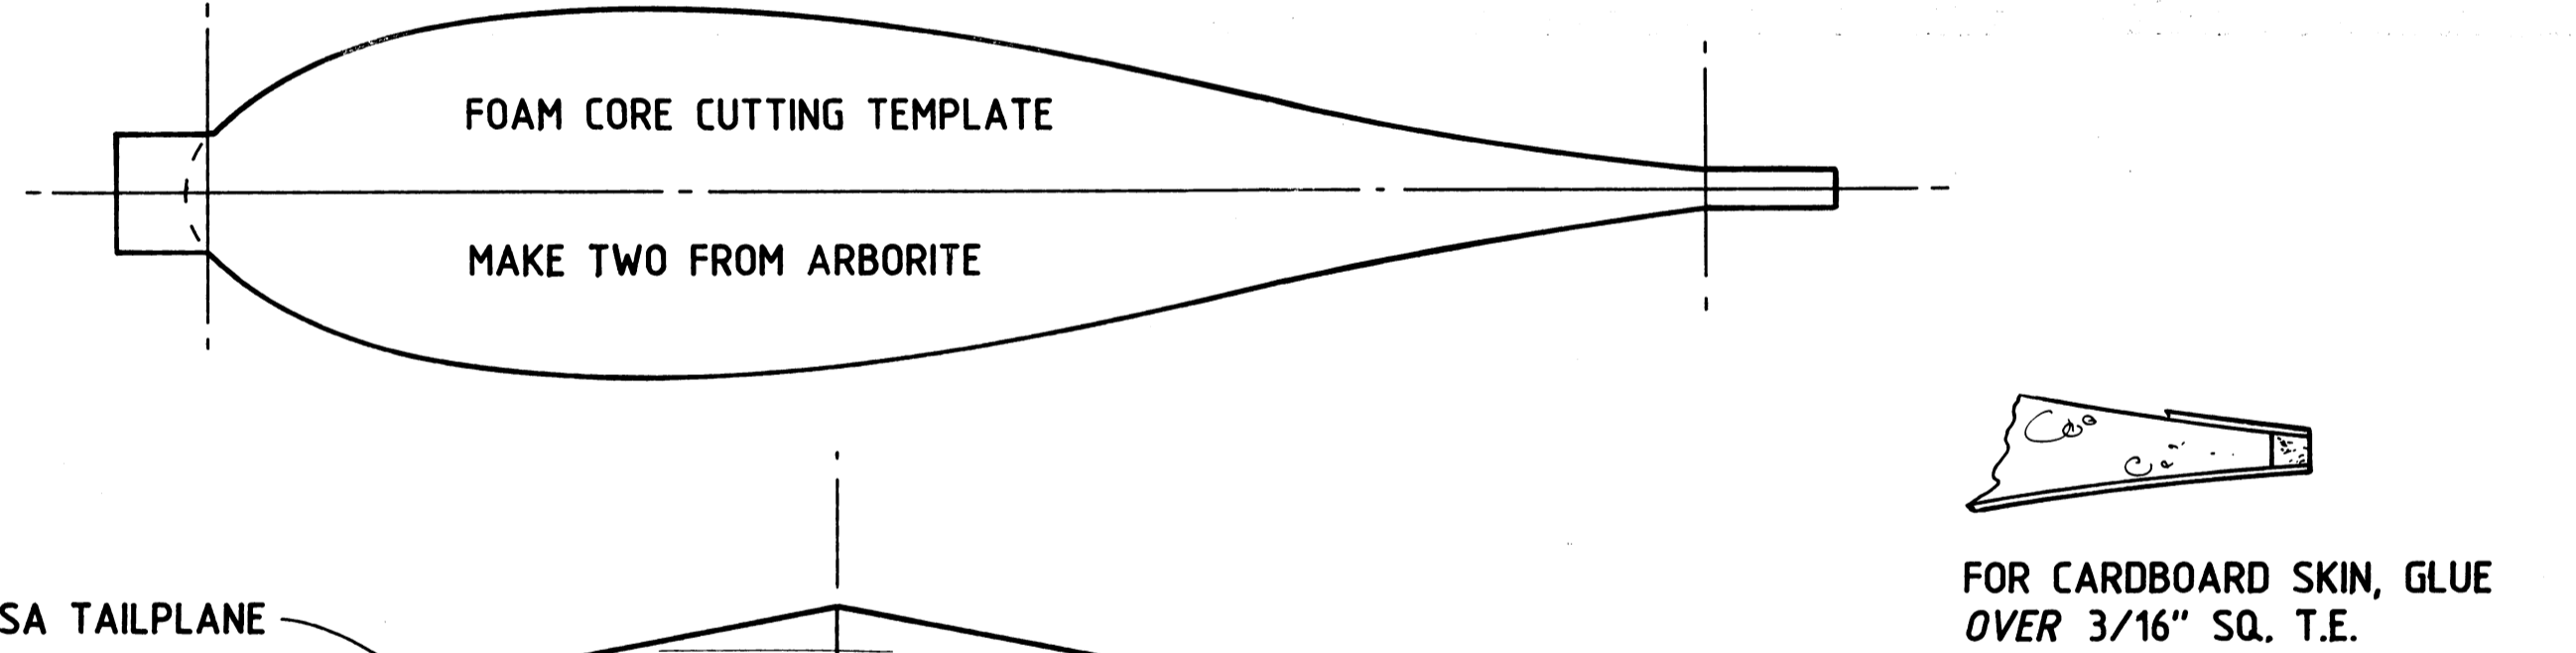 FOAM CORE CUTTING TEMPLATE
MAKE TWO FROM ARBORITE
SA TAILPLANE
FOR CARDBOARD SKIN, GLUE
OVER 3/16" SQ. T.E.